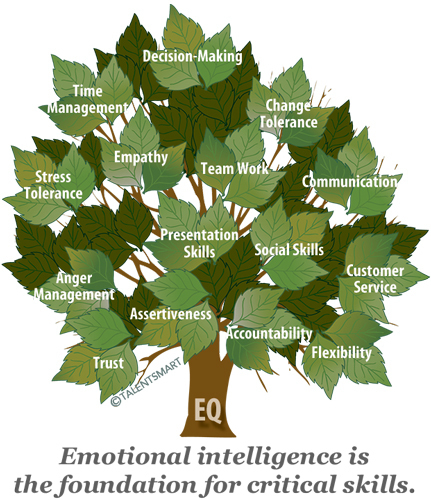 Decision-Making
Time
Management
Change
Tolerance
Empathy
Team Work
Stress
Tolerance
Communication
Presentation
Skills
Social Skills
Customer
Service
Anger
Management
Assertiveness
Accountability
Flexibility
Trust
©TALENTSMART
EQ
Emotional intelligence is
the foundation for critical skills.